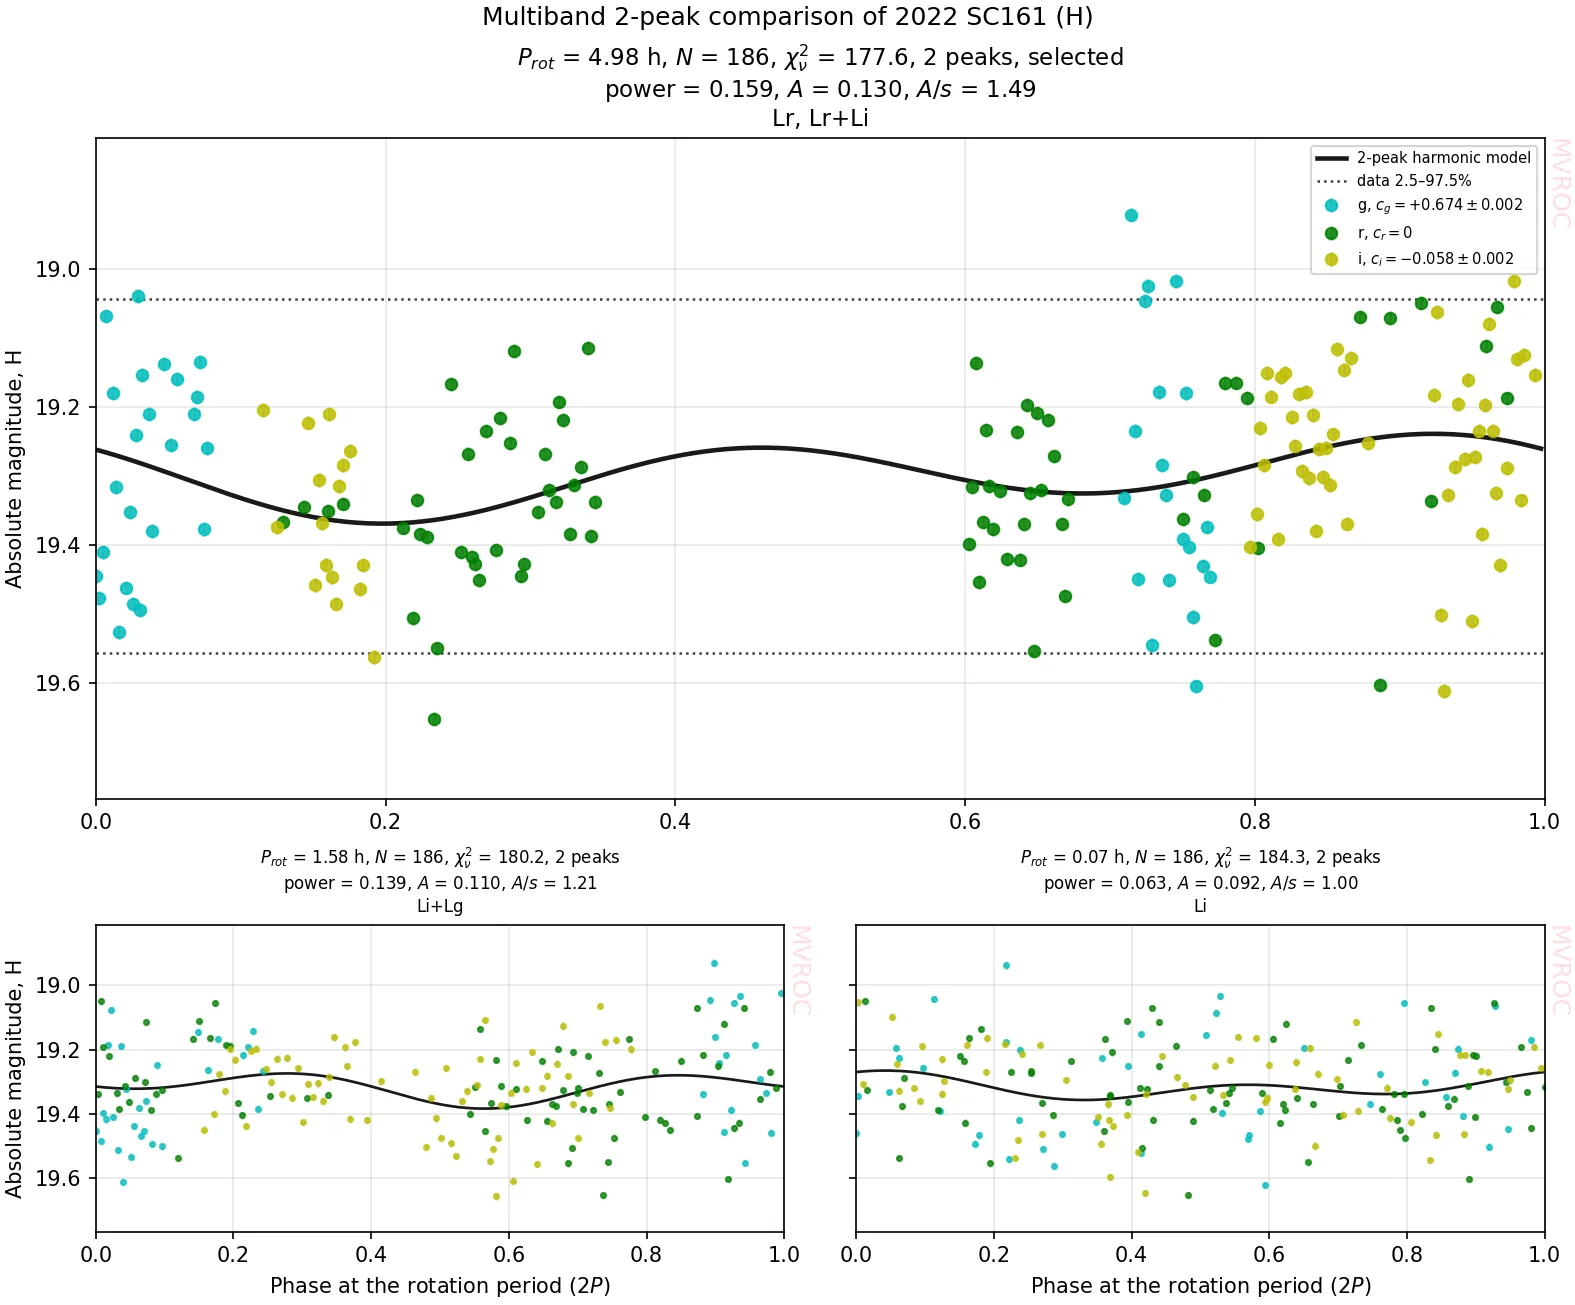 Multiband 2-peak comparison of 2022 SC161 (H)
P_rot = 4.98 h, N = 186, χ²_ν = 177.6, 2 peaks, selected
power = 0.159, A = 0.130, A/s = 1.49
Lr, Lr+Li
2-peak harmonic model
data 2.5–97.5%
g, c_g = +0.674 ± 0.002
r, c_r = 0
i, c_i = −0.058 ± 0.002
MVROC
Absolute magnitude, H
19.0
19.2
19.4
19.6
0.0 0.2 0.4 0.6 0.8 1.0
P_rot = 1.58 h, N = 186, χ²_ν = 180.2, 2 peaks
power = 0.139, A = 0.110, A/s = 1.21
Li+Lg
MVROC
Absolute magnitude, H
19.0
19.2
19.4
19.6
0.0 0.2 0.4 0.6 0.8 1.0
Phase at the rotation period (2P)
P_rot = 0.07 h, N = 186, χ²_ν = 184.3, 2 peaks
power = 0.063, A = 0.092, A/s = 1.00
Li
MVROC
0.0 0.2 0.4 0.6 0.8 1.0
Phase at the rotation period (2P)